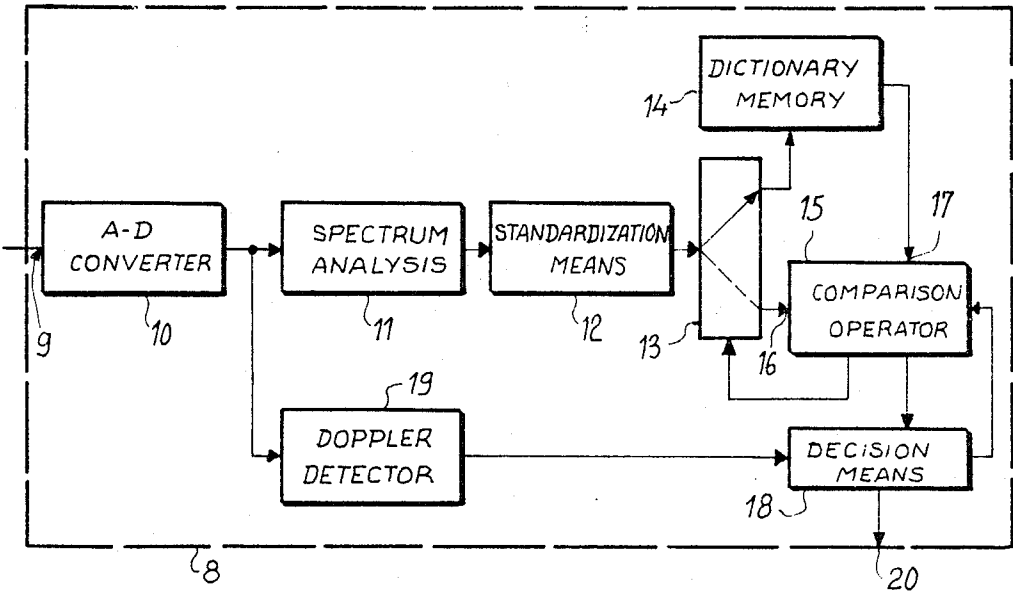 DICTIONARY
MEMORY
14
A-D
CONVERTER
9
10
SPECTRUM
ANALYSIS
11
STANDARDIZATION
MEANS
12
13
15
17
16
COMPARISON
OPERATOR
19
DOPPLER
DETECTOR
DECISION
MEANS
18
8
20